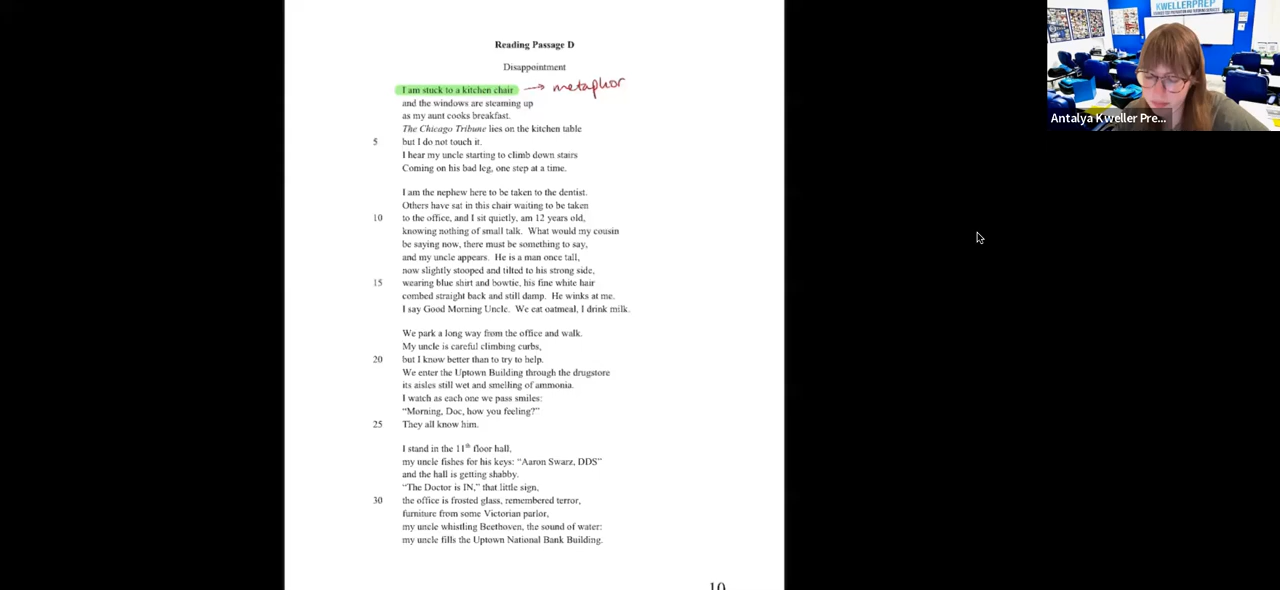 KWELLERPREP
Antalya Kweller Pre...
Reading Passage D
Disappointment
I am stuck to a kitchen chair → metaphor
and the windows are steaming up
as my aunt cooks breakfast.
The Chicago Tribune lies on the kitchen table
5 but I do not touch it.
I hear my uncle starting to climb down stairs
Coming on his bad leg, one step at a time.
I am the nephew here to be taken to the dentist.
Others have sat in this chair waiting to be taken
10 to the office, and I sit quietly, am 12 years old,
knowing nothing of small talk. What would my cousin
be saying now, there must be something to say,
and my uncle appears. He is a man once tall,
now slightly stooped and tilted to his strong side,
15 wearing blue shirt and bowtie, his fine white hair
combed straight back and still damp. He winks at me.
I say Good Morning Uncle. We eat oatmeal, I drink milk.
We park a long way from the office and walk.
My uncle is careful climbing curbs,
20 but I know better than to try to help.
We enter the Uptown Building through the drugstore
its aisles still wet and smelling of ammonia.
I watch as each one we pass smiles:
“Morning, Doc, how you feeling?”
25 They all know him.
I stand in the 11th floor hall,
my uncle fishes for his keys: “Aaron Swarz, DDS”
and the hall is getting shabby.
“The Doctor is IN,” that little sign,
30 the office is frosted glass, remembered terror,
furniture from some Victorian parlor,
my uncle whistling Beethoven, the sound of water:
my uncle fills the Uptown National Bank Building.
10